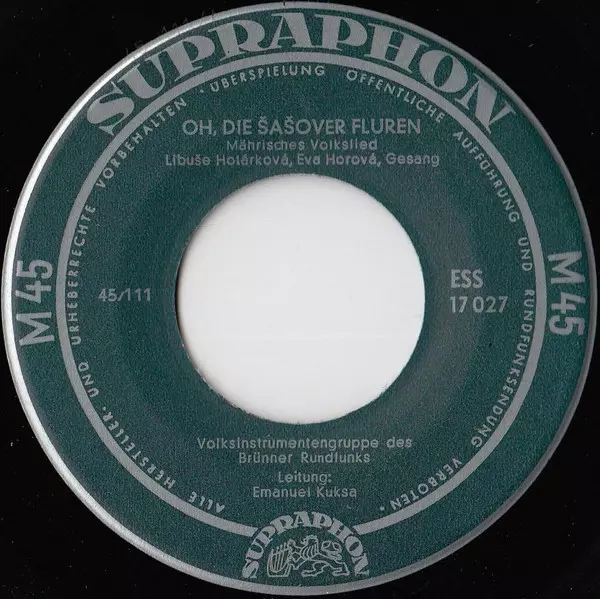 SUPRAPHON
ALLE HERSTELLER- UND URHEBERRECHTE VORBEHALTEN · ÜBERSPIELUNG ÖFFENTLICHE AUFFÜHRUNG UND RUNDFUNKSENDUNG VERBOTEN·
OH, DIE ŠAŠOVER FLUREN
Mährisches Volkslied
Libuše Holárková, Eva Horová, Gesang
M 45
45/111
ESS
17 027
M 45
Volksinstrumentengruppe des
Brünner Rundfunks
Leitung:
Emanuel Kuksa
SUPRAPHON